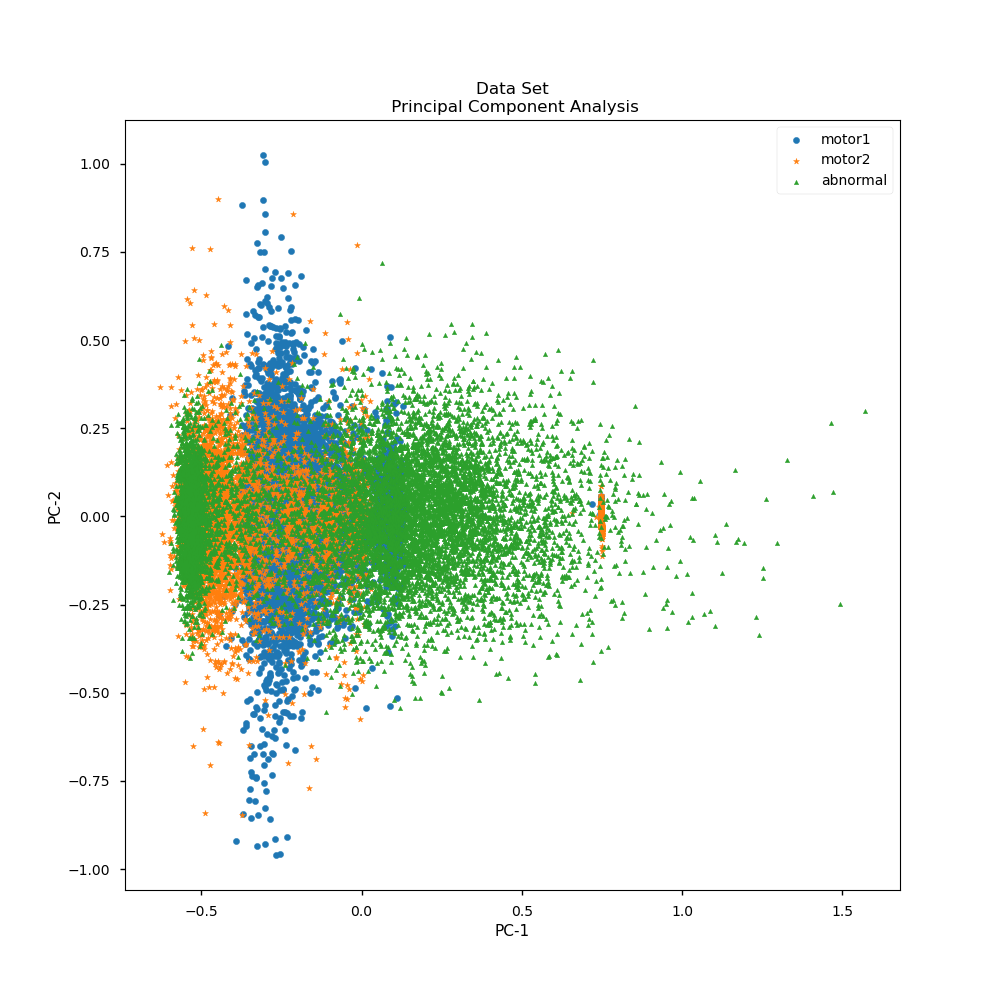 Data Set
Principal Component Analysis
motor1
motor2
abnormal
1.00
0.75
0.50
0.25
0.00
−0.25
−0.50
−0.75
−1.00
PC-2
−0.5
0.0
0.5
1.0
1.5
PC-1